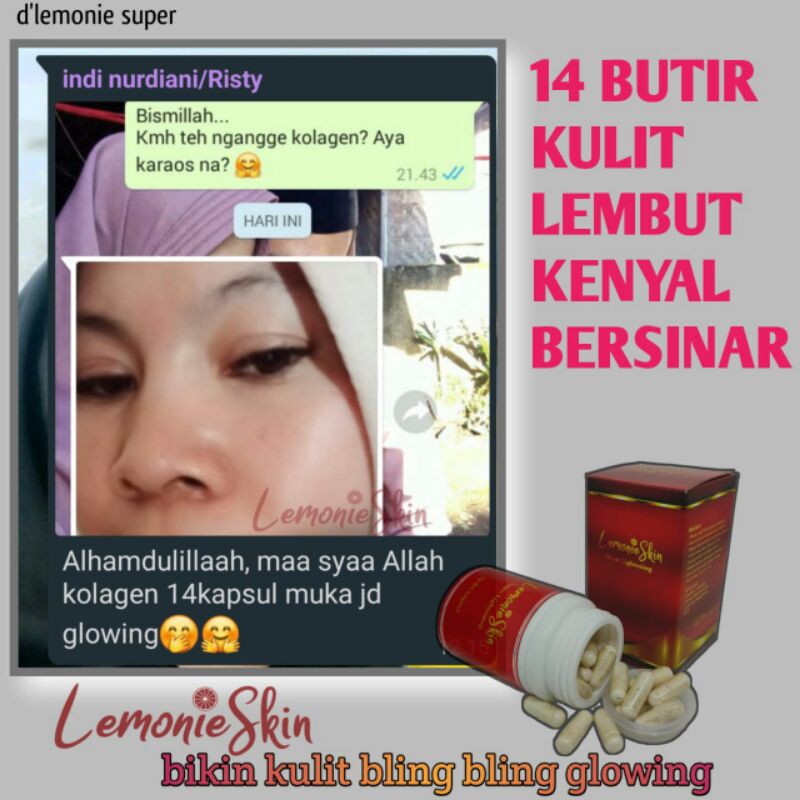 d'lemonie super
indi nurdiani/Risty
Bismillah...
Kmh teh ngangge kolagen? Aya
karaos na? 🤗
21.43
HARI INI
LemonieSkin
Alhamdulillaah, maa syaa Allah
kolagen 14kapsul muka jd
glowing🤭🤗
14 BUTIR
KULIT
LEMBUT
KENYAL
BERSINAR
LemonieSkin
LemonieSkin
LemonieSkin
bikin kulit bling bling glowing